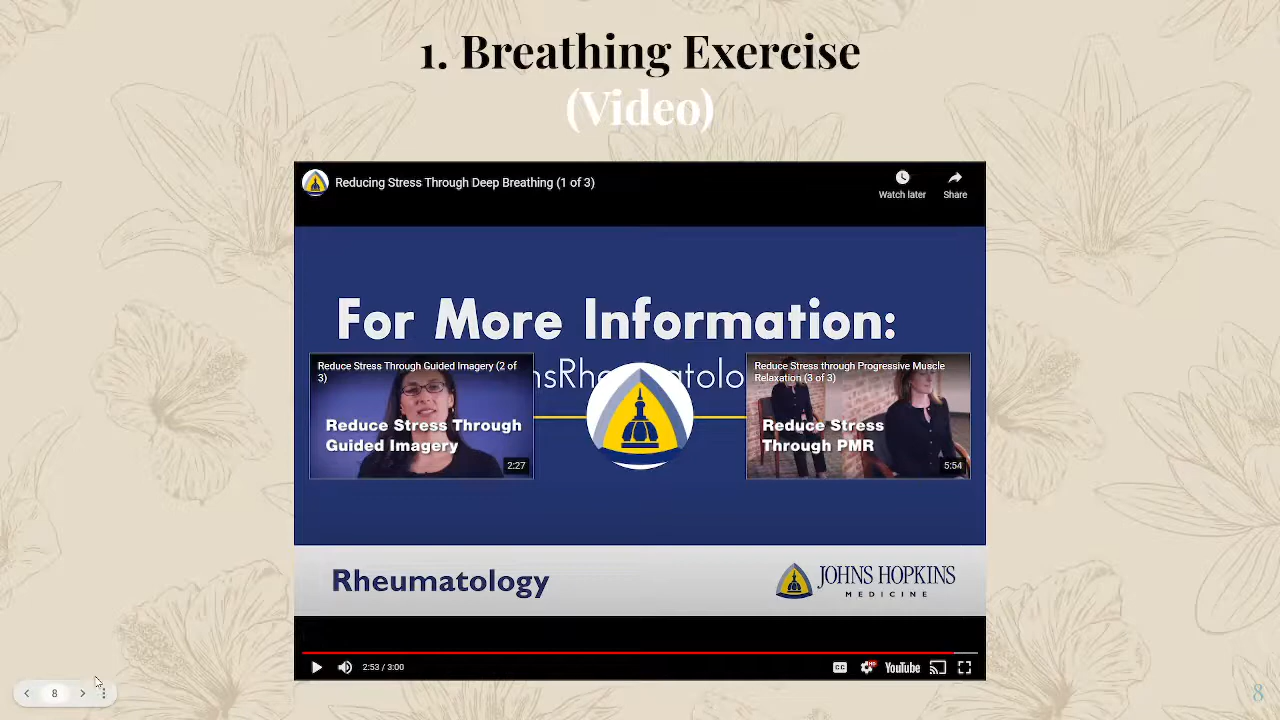 1. Breathing Exercise
(Video)
Reducing Stress Through Deep Breathing (1 of 3)
Watch later
Share
For More Information:
Reduce Stress Through Guided Imagery (2 of
3)
Reduce Stress Through
Guided Imagery
2:27
Reduce Stress through Progressive Muscle
Relaxation (3 of 3)
Reduce Stress
Through PMR
5:54
Rheumatology
JOHNS HOPKINS
MEDICINE
2:53 / 3:00
CC
HD
YouTube
8
8